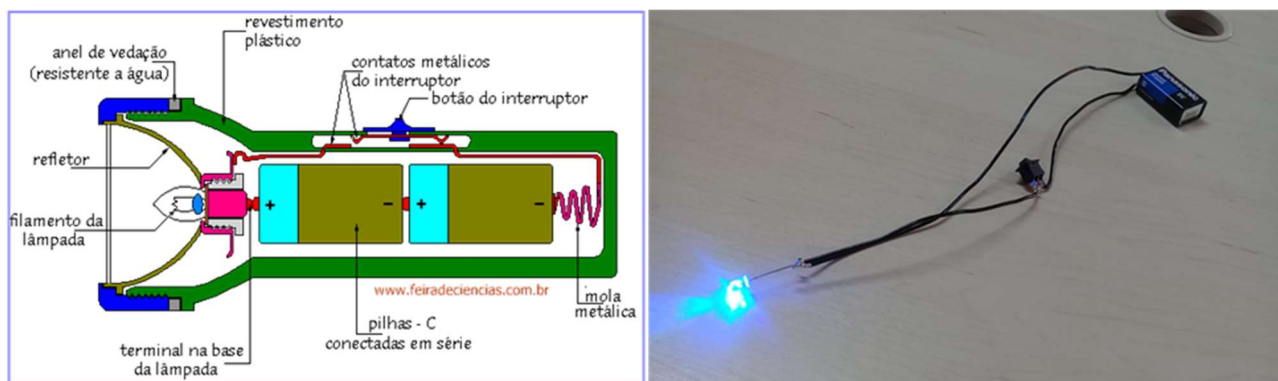 revestimento
plástico
anel de vedação
(resistente a água)
contatos metálicos
do interruptor
botão do interruptor
refletor
filamento da
lâmpada
+
-
+
-
www.feiradeciencias.com.br
mola
metálica
pilhas - C
conectadas em série
terminal na base
da lâmpada
Panasonic